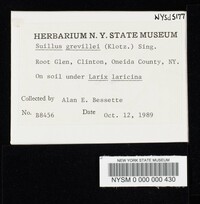 NYSd5177
HERBARIUM N. Y. STATE MUSEUM
Suillus grevillei (Klotz.) Sing.
Root Glen, Clinton, Oneida County, NY.
On soil under Larix laricina
Collected by Alan E. Bessette
No. B8456 Date Oct. 12, 1989
NEW YORK STATE MUSEUM
NYSM 0 000 000 430